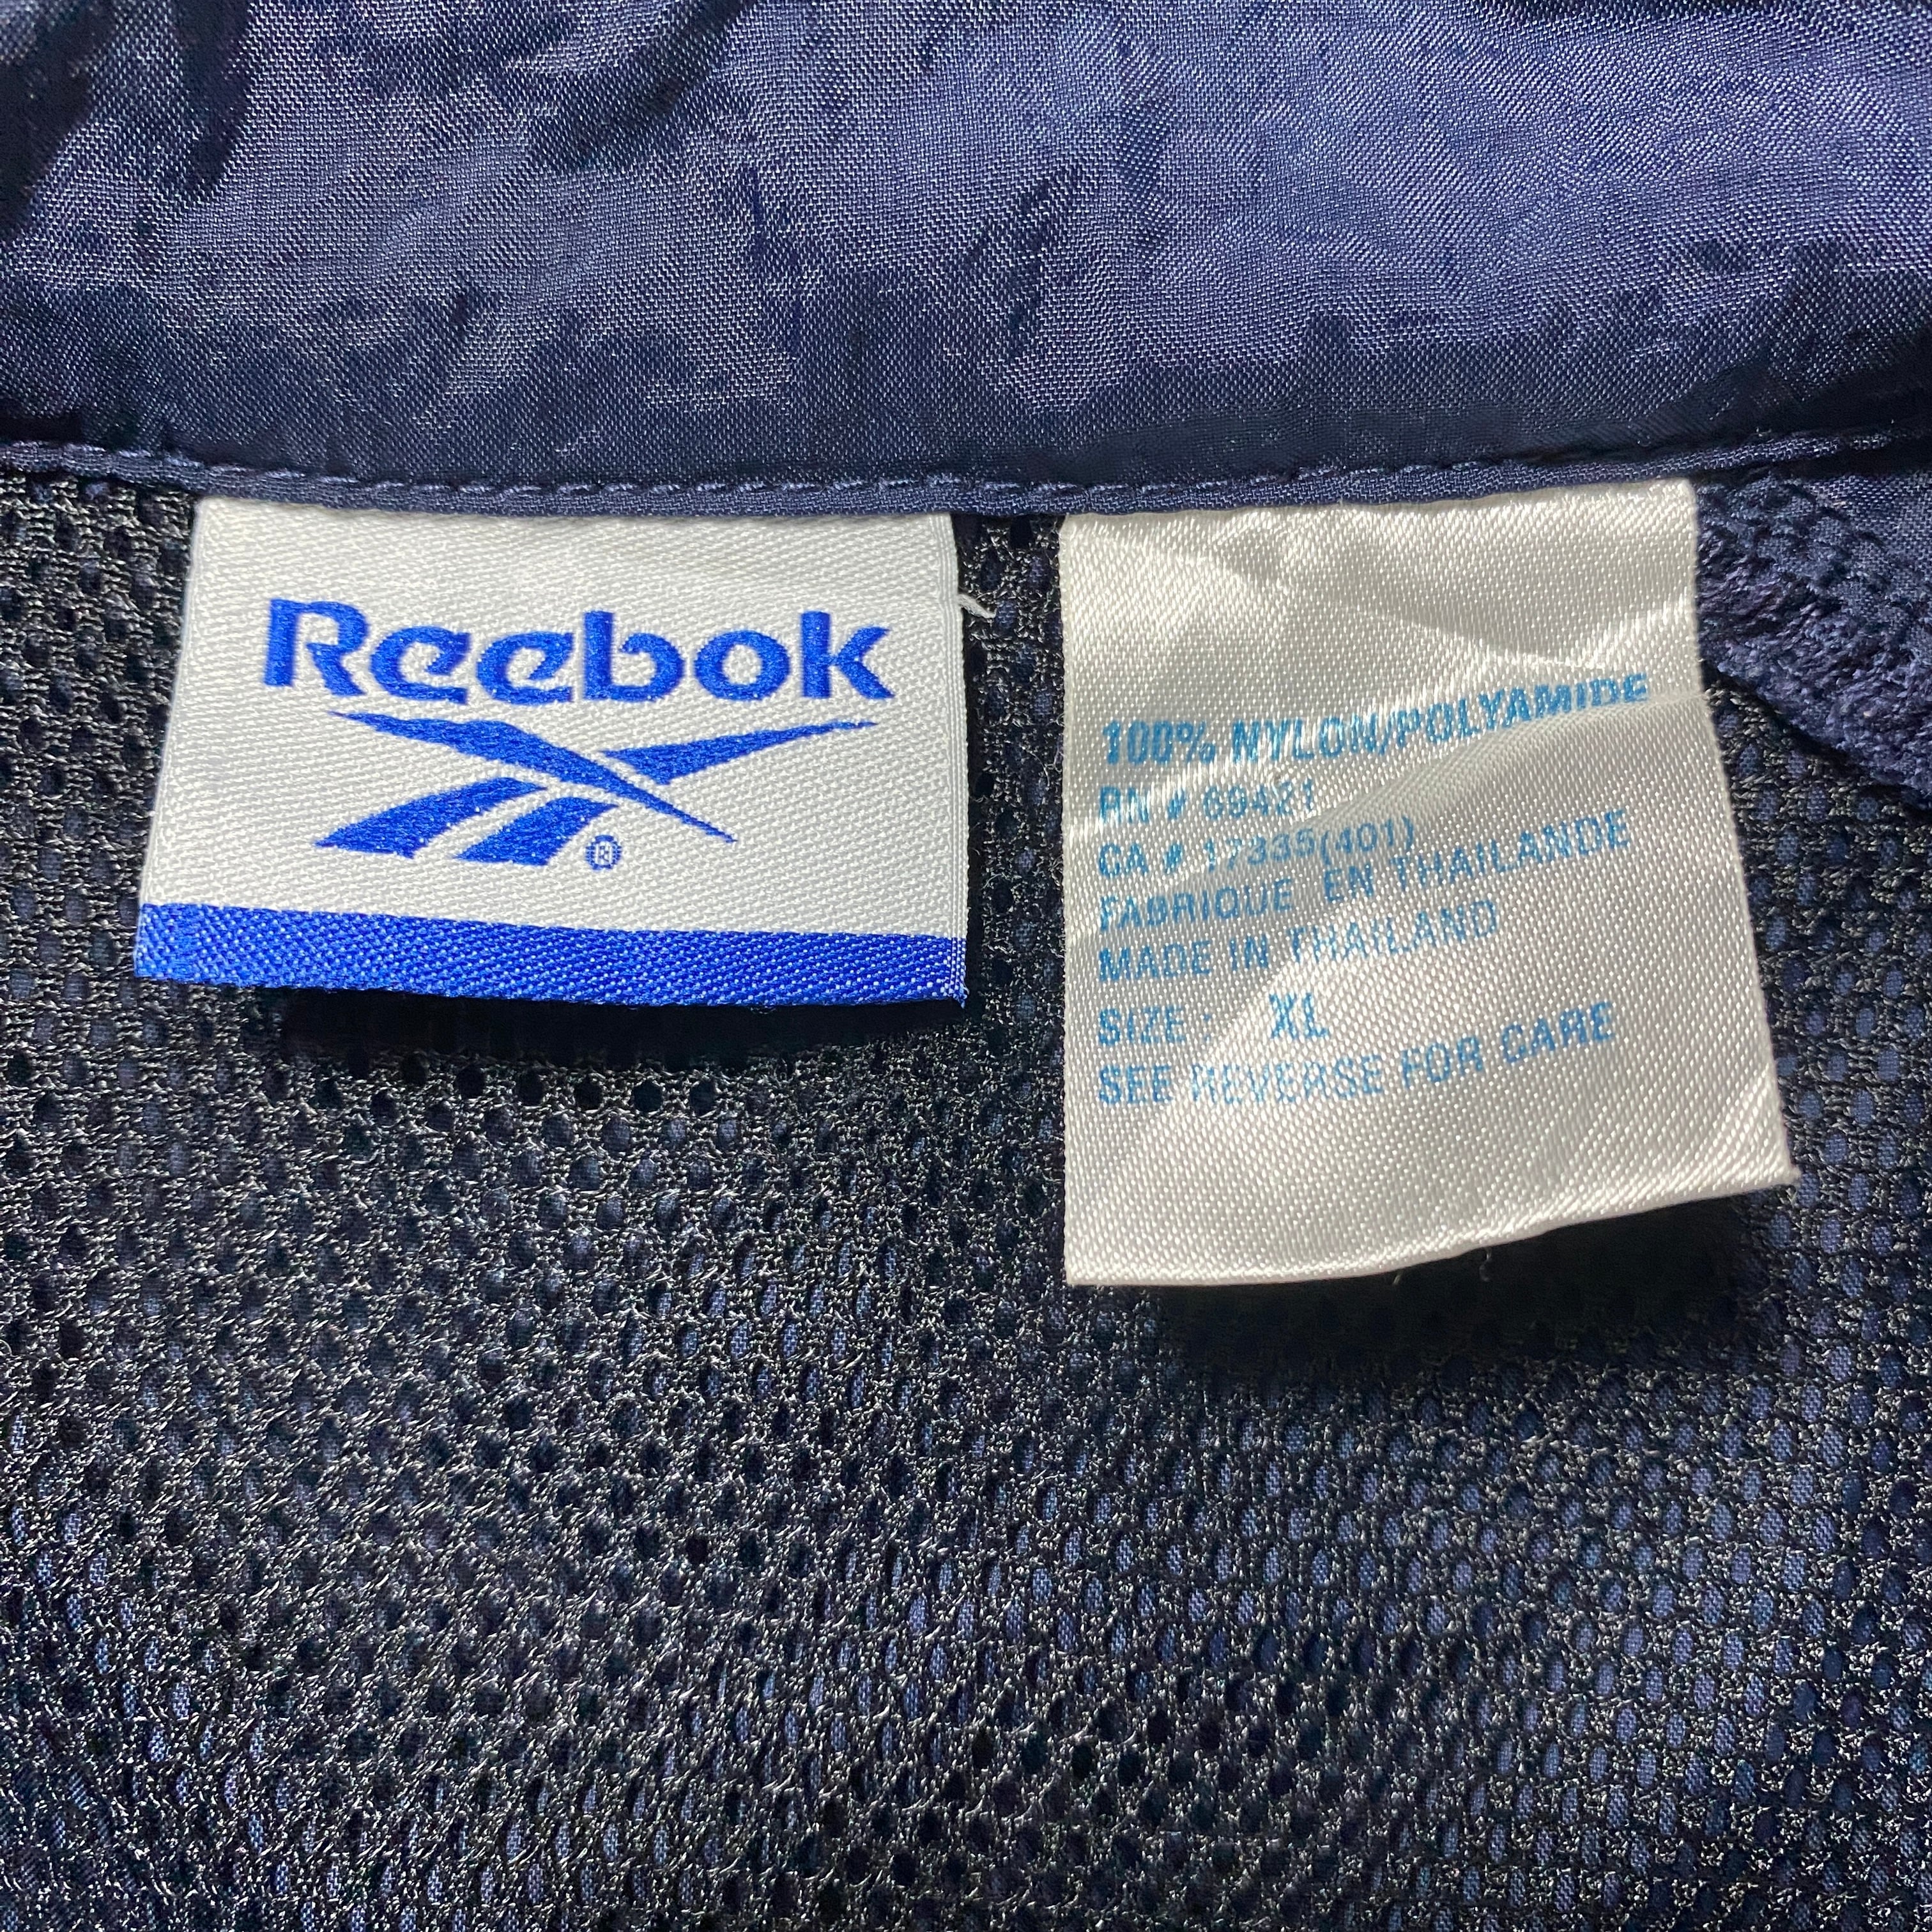 Reebok
®
100% NYLON/POLYAMIDE
RN # 69421
CA # 17335(401)
FABRIQUE EN THAILANDE
MADE IN THAILAND
SIZE : XL
SEE REVERSE FOR CARE